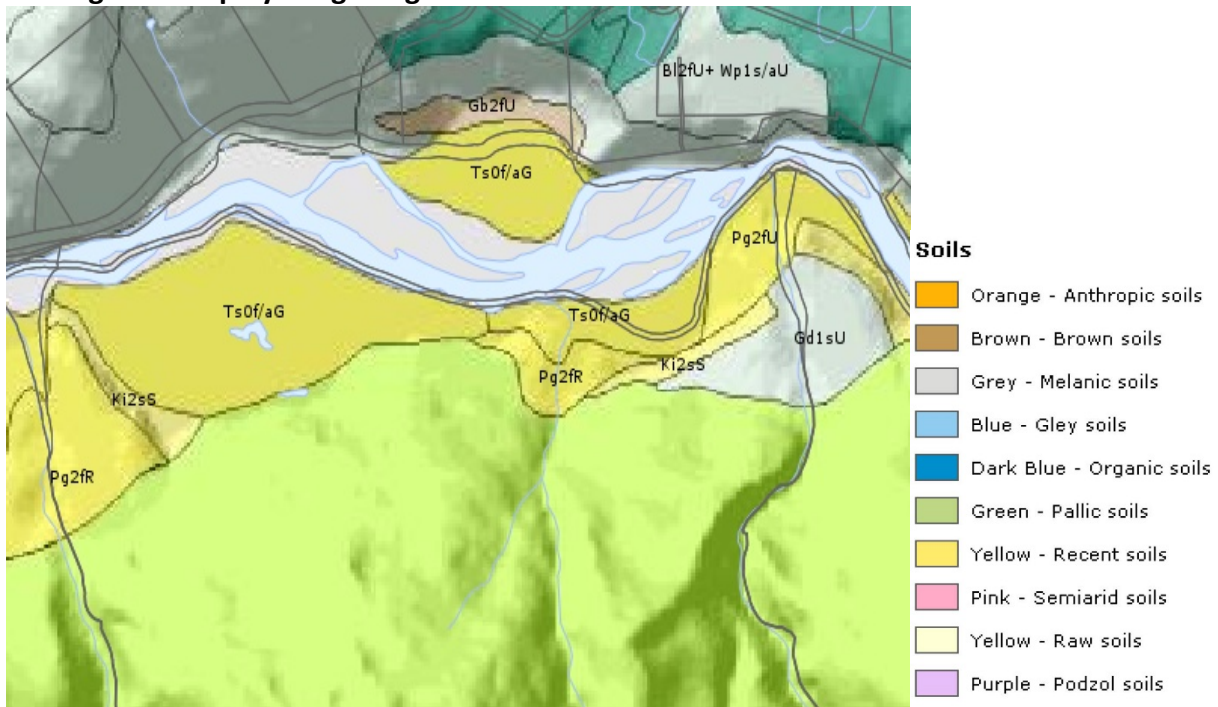 Bl2fU+ Wp1s/aU
Gb2fU
Ts0f/aG
Pg2fU
Ts0f/aG
Ts0f/aG
Gd1sU
Ki2sS
Pg2fR
Ki2sS
Pg2fR
Soils
Orange - Anthropic soils
Brown - Brown soils
Grey - Melanic soils
Blue - Gley soils
Dark Blue - Organic soils
Green - Pallic soils
Yellow - Recent soils
Pink - Semiarid soils
Yellow - Raw soils
Purple - Podzol soils